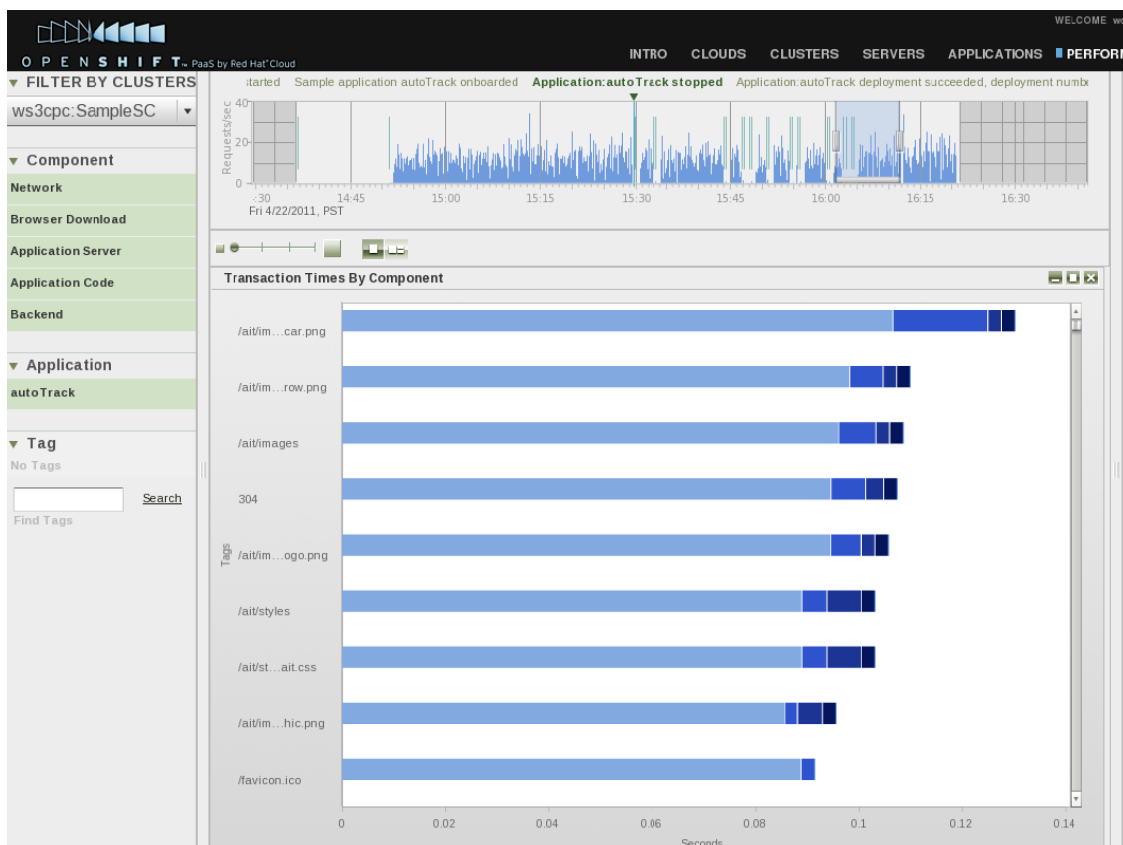 WELCOME
OPENSHIFT™ PaaS by Red Hat® Cloud
INTRO CLOUDS CLUSTERS SERVERS APPLICATIONS
FILTER BY CLUSTERS
ws3cpc:SampleSC
Component
Network
Browser Download
Application Server
Application Code
Backend
Application
autoTrack
Tag
No Tags
Search
Find Tags
Sample application autoTrack onboarded Application:autoTrack stopped Application:autoTrack deployment succeeded, deployment
Requests/sec
40
20
0
:30 14:45 15:00 15:15 15:30 15:45 16:00 16:15 16:30
Fri 4/22/2011, PST
Transaction Times By Component
Tags
/ait/im...car.png
/ait/im...row.png
/ait/images
304
/ait/im...ogo.png
/ait/styles
/ait/st...ait.css
/ait/im...hic.png
/favicon.ico
0 0.02 0.04 0.06 0.08 0.1 0.12 0.14
Seconds